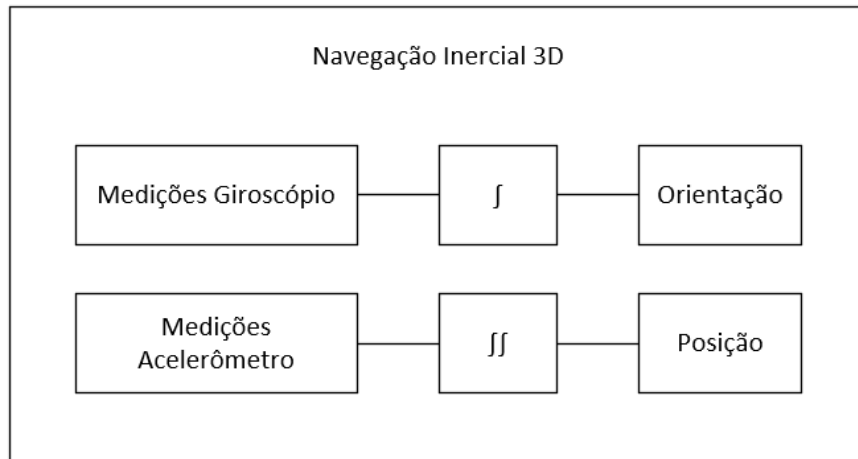 Navegação Inercial 3D
Medições Giroscópio
∫
Orientação
Medições
Acelerômetro
∫∫
Posição